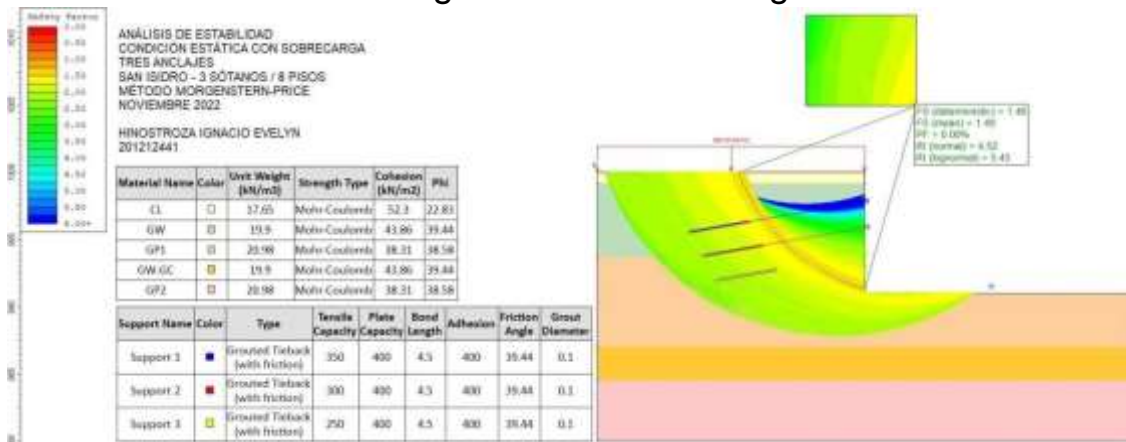 Safety Factor
ANÁLISIS DE ESTABILIDAD
CONDICIÓN ESTÁTICA CON SOBRECARGA
TRES ANCLAJES
SAN ISIDRO - 3 SÓTANOS / 8 PISOS
MÉTODO MORGENSTERN-PRICE
NOVIEMBRE 2022
HINOSTROZA IGNACIO EVELYN
201212441
Material Name Color Unit Weight (kN/m3) Strength Type Cohesion (kN/m2) Phi
CL 17.65 Mohr-Coulomb 52.3 22.83
GW 19.9 Mohr-Coulomb 43.86 39.44
GP1 20.98 Mohr-Coulomb 38.31 38.58
GW-GC 19.9 Mohr-Coulomb 43.86 39.44
GP2 20.98 Mohr-Coulomb 38.31 38.58
Support Name Color Type Tensile Capacity Plate Capacity Bond Length Adhesion Friction Angle Grout Diameter
Support 1 Grouted Tieback (with friction) 350 400 4.5 400 39.44 0.1
Support 2 Grouted Tieback (with friction) 300 400 4.5 400 39.44 0.1
Support 3 Grouted Tieback (with friction) 250 400 4.5 400 39.44 0.1
FS (deterministic) = 1.48
FS (mean) = 1.48
PF = 0.00%
RI (normal) = 4.52
RI (lognormal) = 5.43